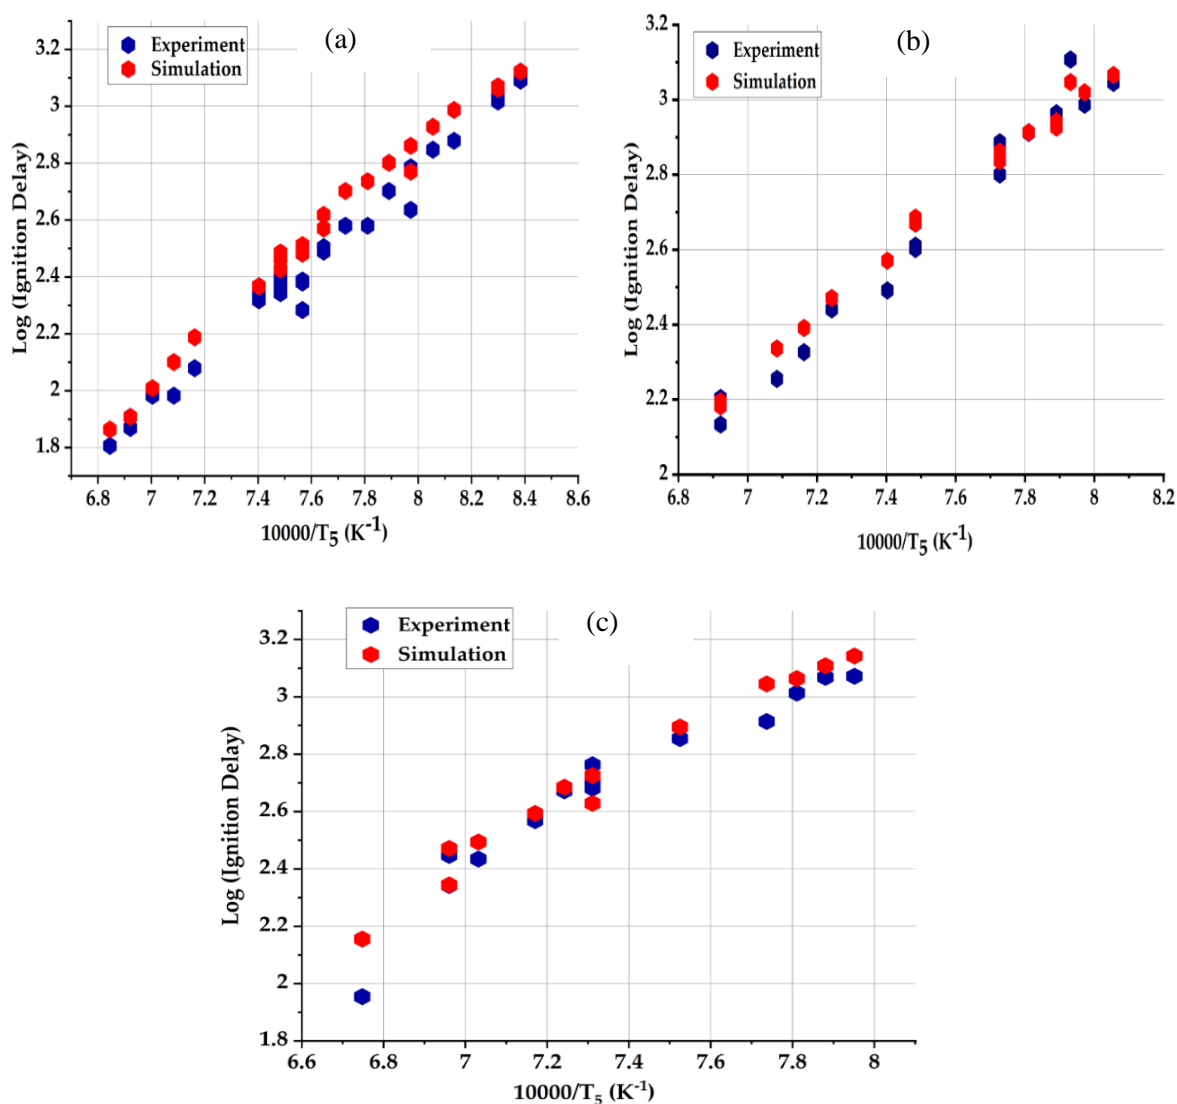 (a)
Experiment
Simulation
Log (Ignition Delay)
3.2
3
2.8
2.6
2.4
2.2
2
1.8
6.8 7 7.2 7.4 7.6 7.8 8 8.2 8.4 8.6
10000/T5 (K-1)
(b)
Experiment
Simulation
Log (Ignition Delay)
3.2
3
2.8
2.6
2.4
2.2
2
6.8 7 7.2 7.4 7.6 7.8 8 8.2
10000/T5 (K-1)
(c)
Experiment
Simulation
Log (Ignition Delay)
3.2
3
2.8
2.6
2.4
2.2
2
1.8
6.6 6.8 7 7.2 7.4 7.6 7.8 8
10000/T5 (K-1)